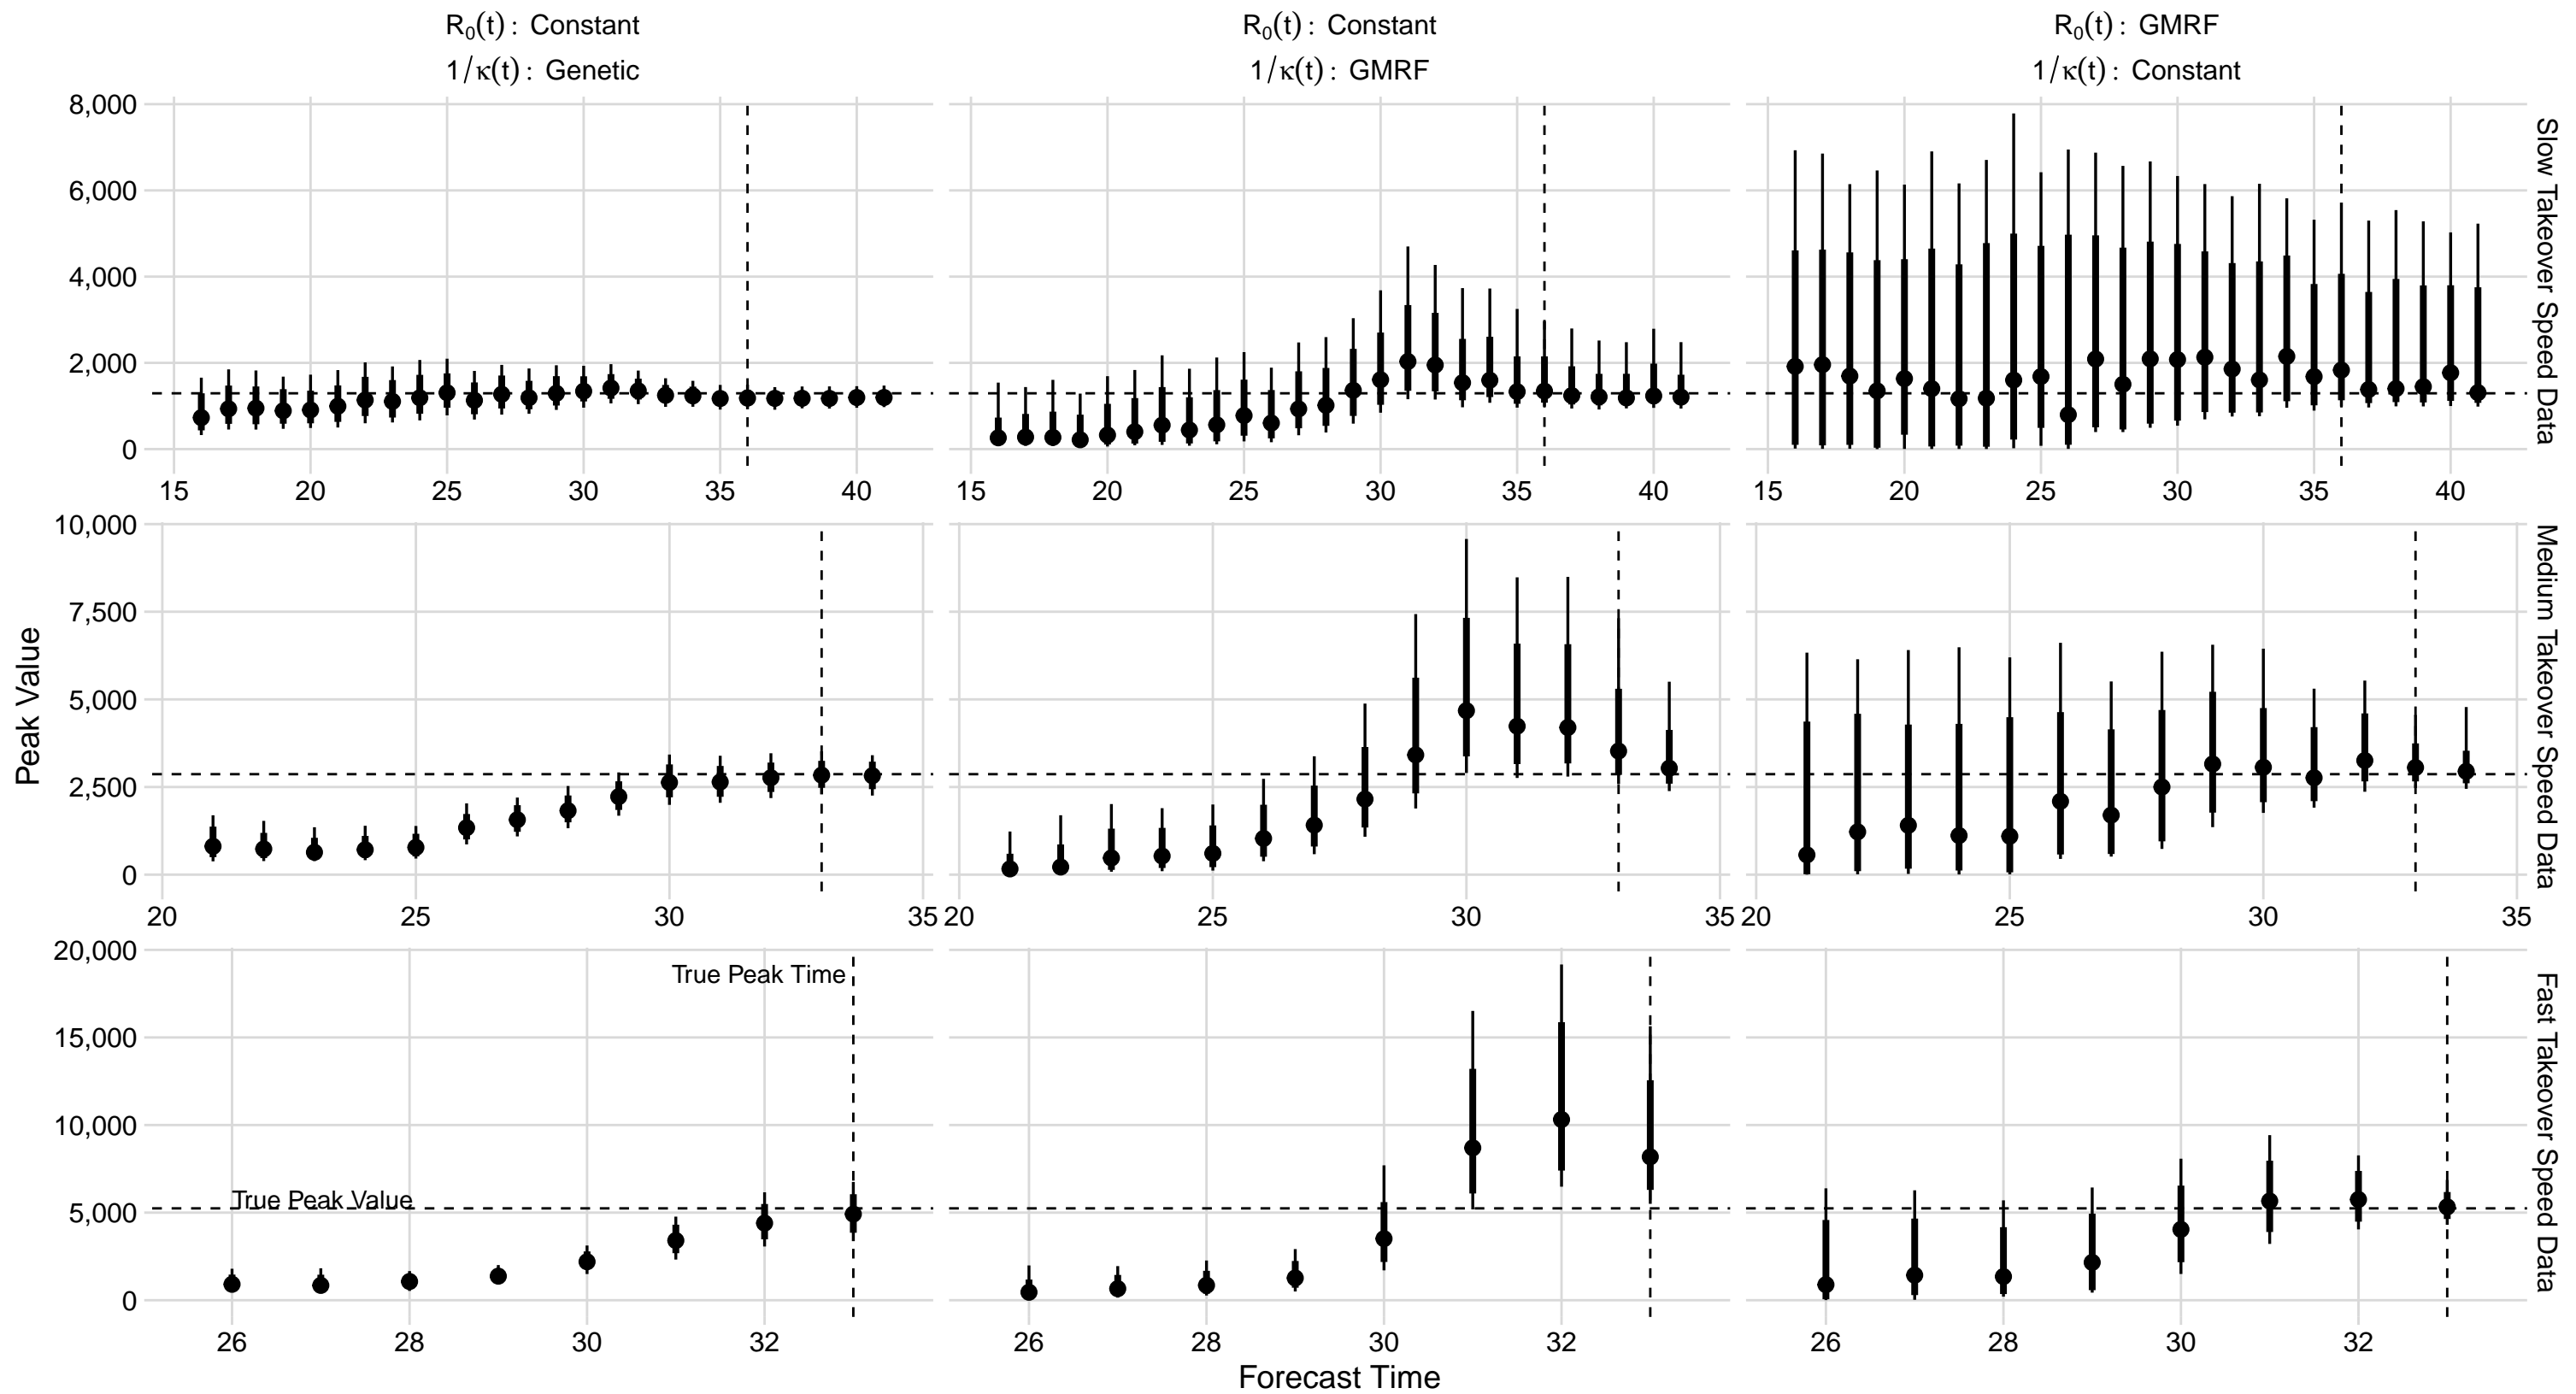 R₀(t) : Constant
1/κ(t) : Genetic
R₀(t) : Constant
1/κ(t) : GMRF
R₀(t) : GMRF
1/κ(t) : Constant
8,000
6,000
4,000
2,000
0
15 20 25 30 35 40
15 20 25 30 35 40
15 20 25 30 35 40
Slow Takeover Speed Data
10,000
7,500
5,000
2,500
0
20 25 30 35
20 25 30 35
20 25 30 35
Medium Takeover Speed Data
Peak Value
20,000
15,000
10,000
5,000
0
True Peak Time
True Peak Value
26 28 30 32
26 28 30 32
26 28 30 32
Fast Takeover Speed Data
Forecast Time